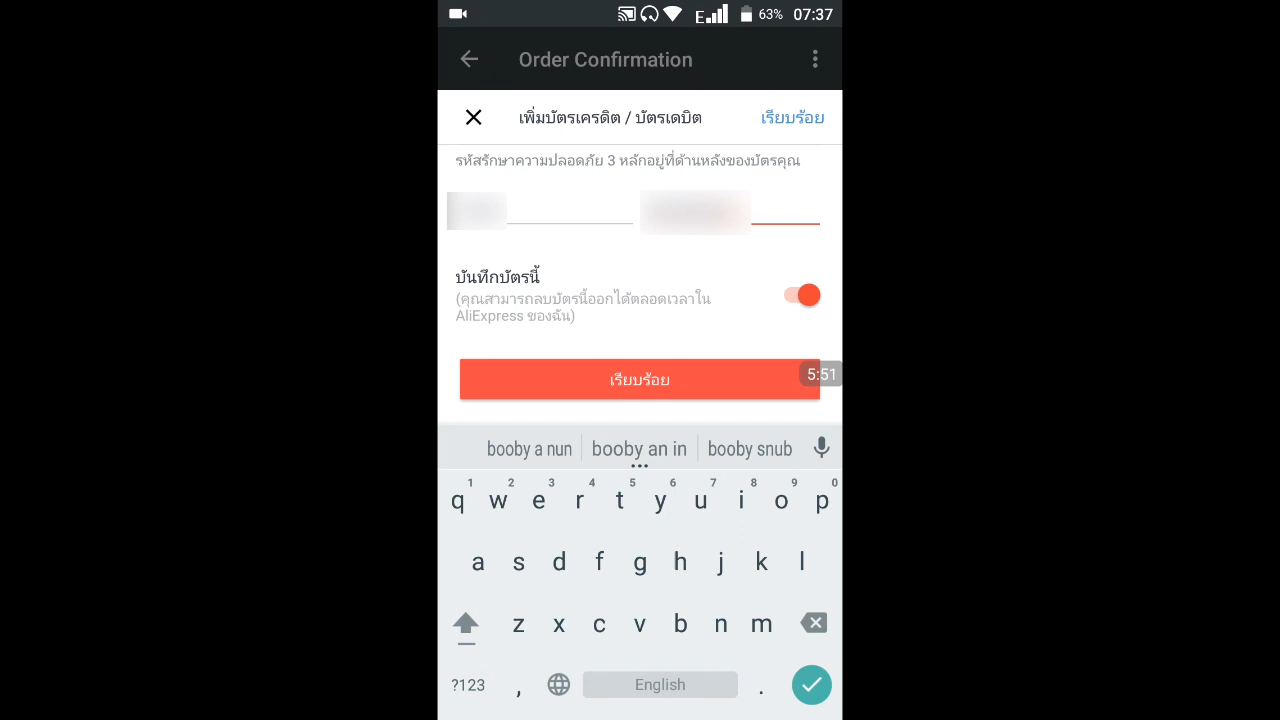 E 63% 07:37
Order Confirmation
เพิ่มบัตรเครดิต / บัตรเดบิต เรียบร้อย
รหัสรักษาความปลอดภัย 3 หลักอยู่ที่ด้านหลังของบัตรคุณ
บันทึกบัตรนี้
(คุณสามารถลบบัตรนี้ออกได้ตลอดเวลาใน
AliExpress ของฉัน)
เรียบร้อย
5:51
booby a nun booby an in booby snub
1 2 3 4 5 6 7 8 9 0
q w e r t y u i o p
a s d f g h j k l
z x c v b n m
?123 , English .